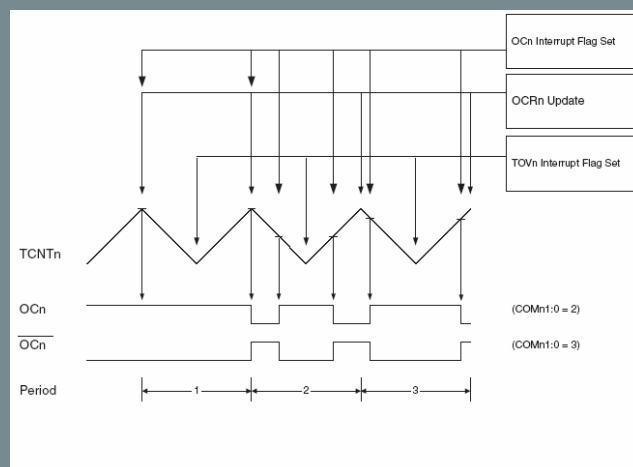 OCn Interrupt Flag Set
OCRn Update
TOVn Interrupt Flag Set
TCNTn
OCn
(COMn1:0 = 2)
OCn
(COMn1:0 = 3)
Period
1
2
3